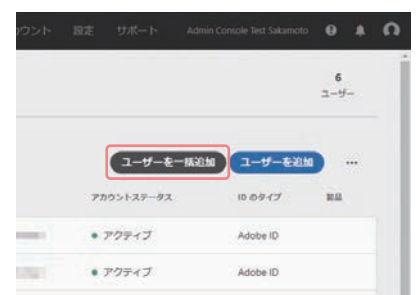 カウント 設定 サポート Admin Console Test Sakamoto
6
ユーザー
ユーザーを一括追加 ユーザーを追加 ...
アカウントステータス ID のタイプ 製品
アクティブ Adobe ID
アクティブ Adobe ID